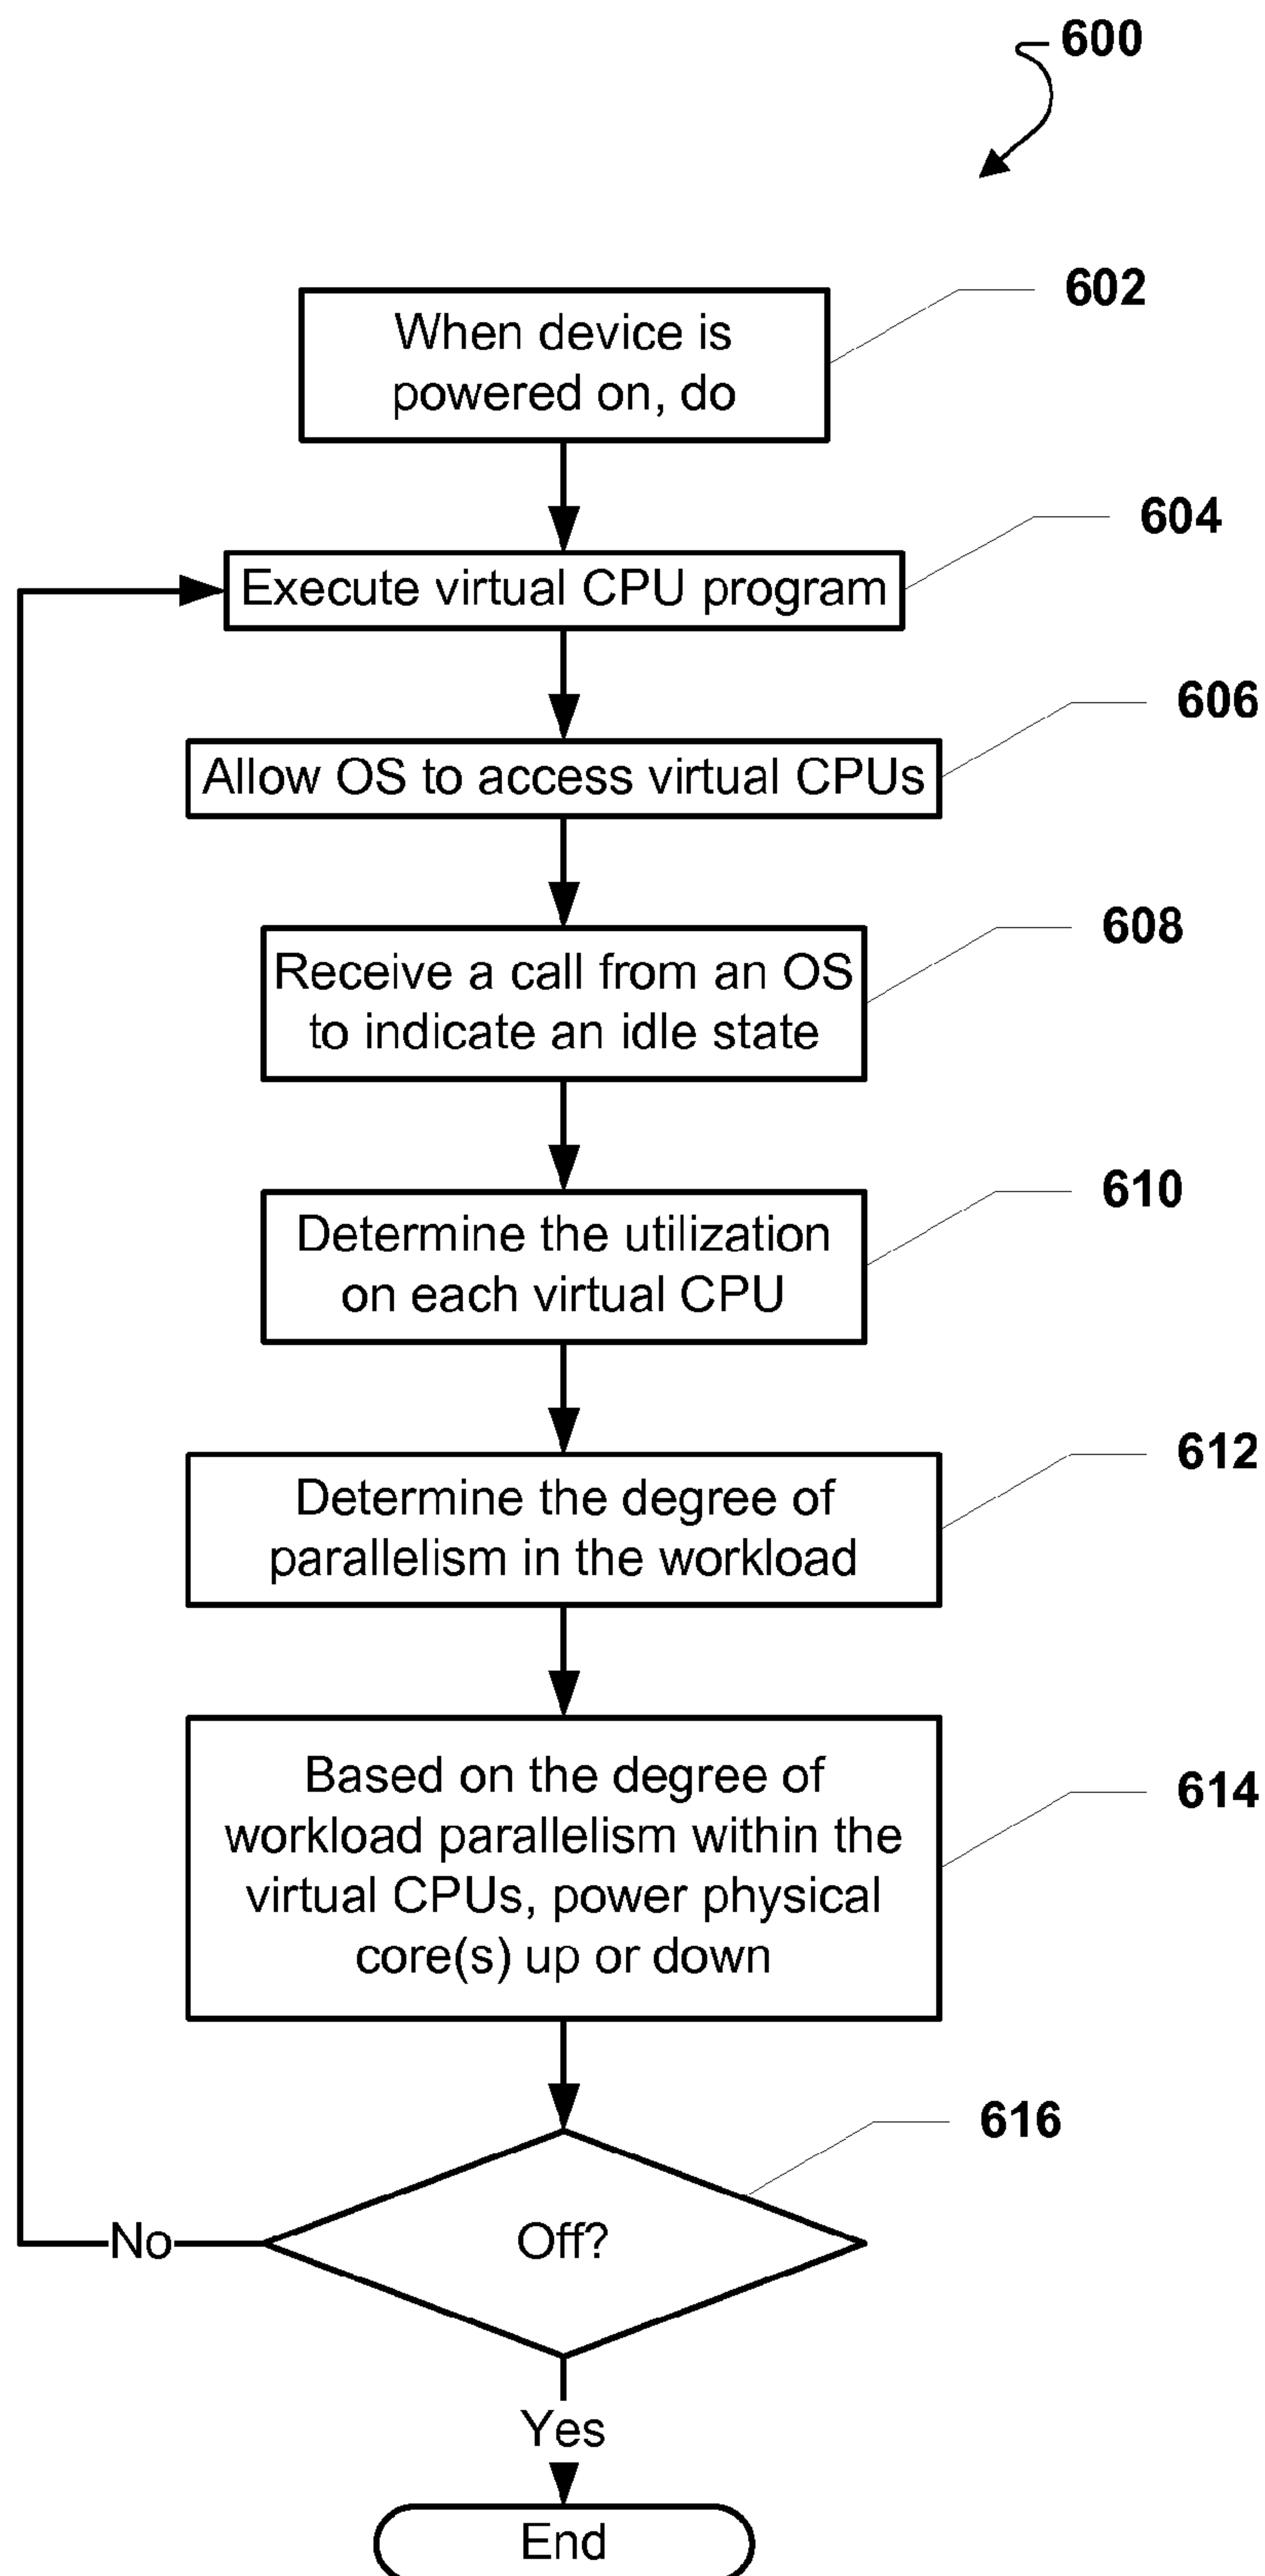 600
602
When device is
powered on, do
604
Execute virtual CPU program
606
Allow OS to access virtual CPUs
608
Receive a call from an OS
to indicate an idle state
610
Determine the utilization
on each virtual CPU
612
Determine the degree of
parallelism in the workload
614
Based on the degree of
workload parallelism within the
virtual CPUs, power physical
core(s) up or down
616
Off?
No
Yes
End